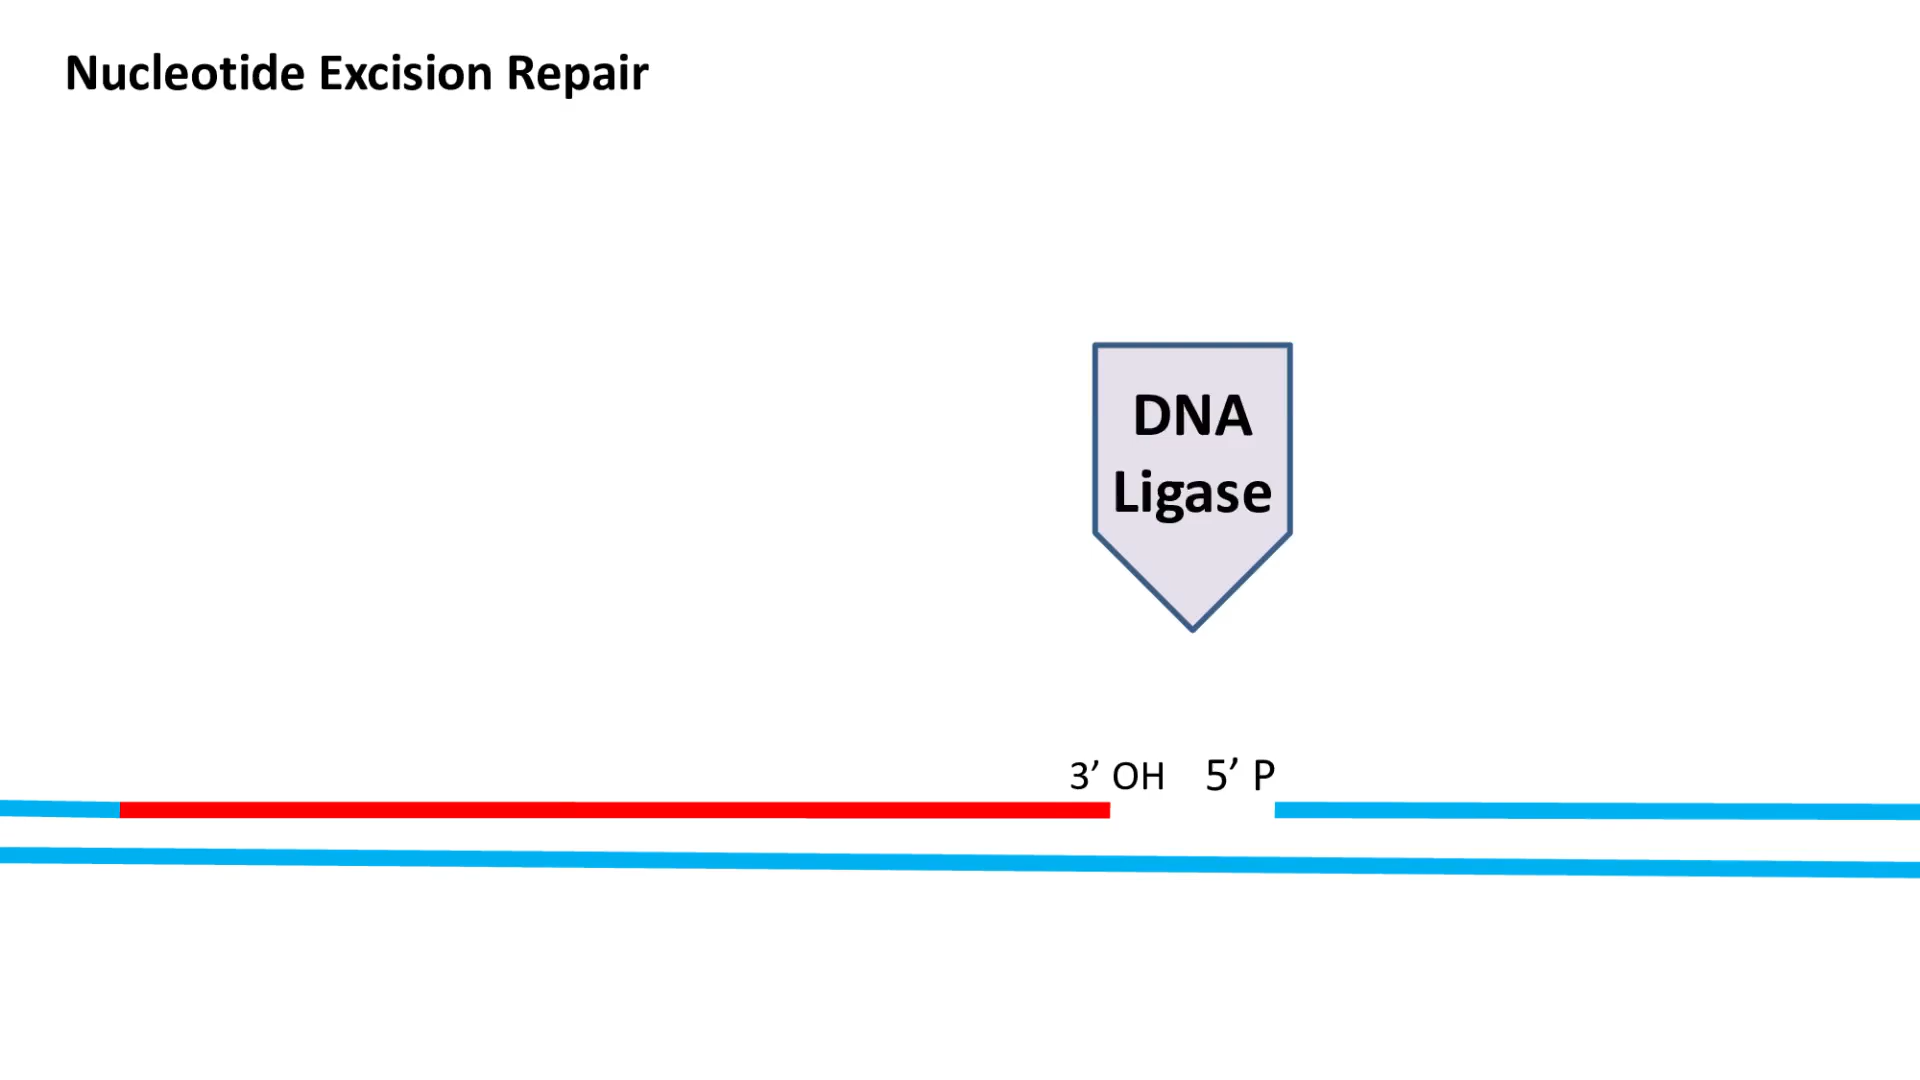 Nucleotide Excision Repair
DNA
Ligase
3’ OH 5’ P